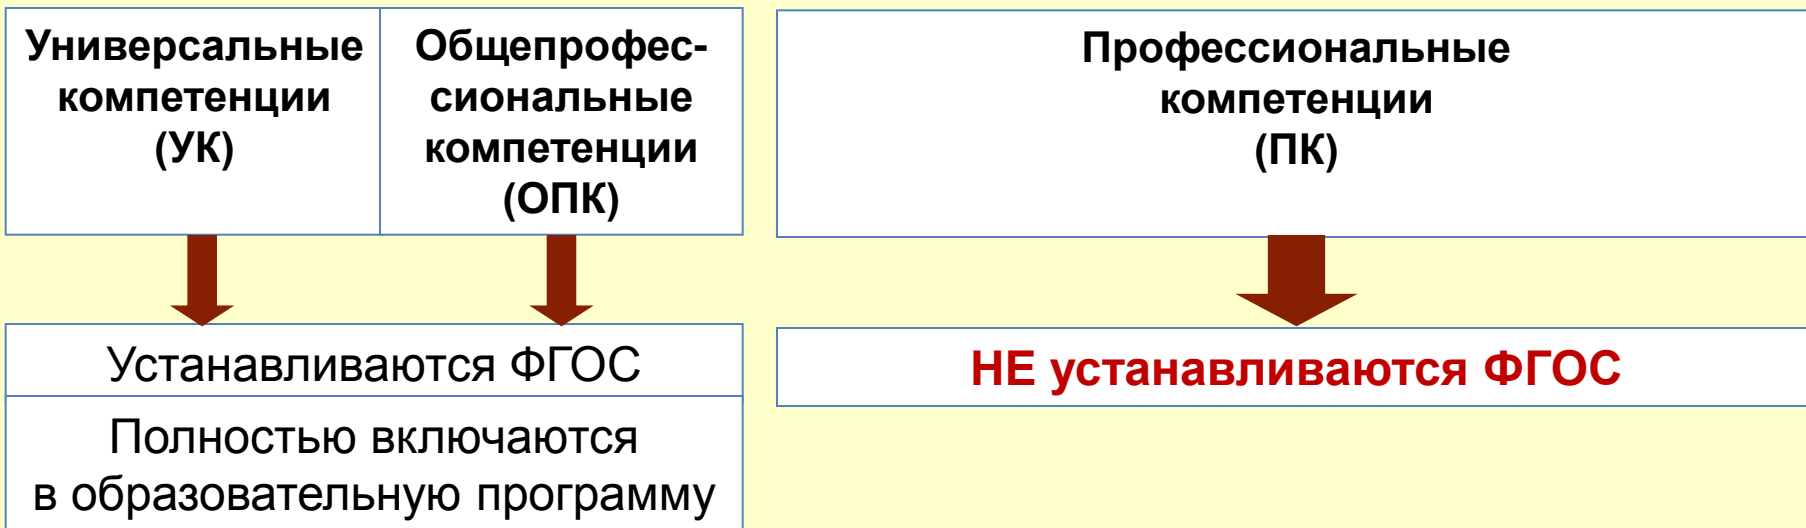 Универсальные
компетенции
(УК)
Общепрофес-
сиональные
компетенции
(ОПК)
Профессиональные
компетенции
(ПК)
Устанавливаются ФГОС
Полностью включаются
в образовательную программу
НЕ устанавливаются ФГОС